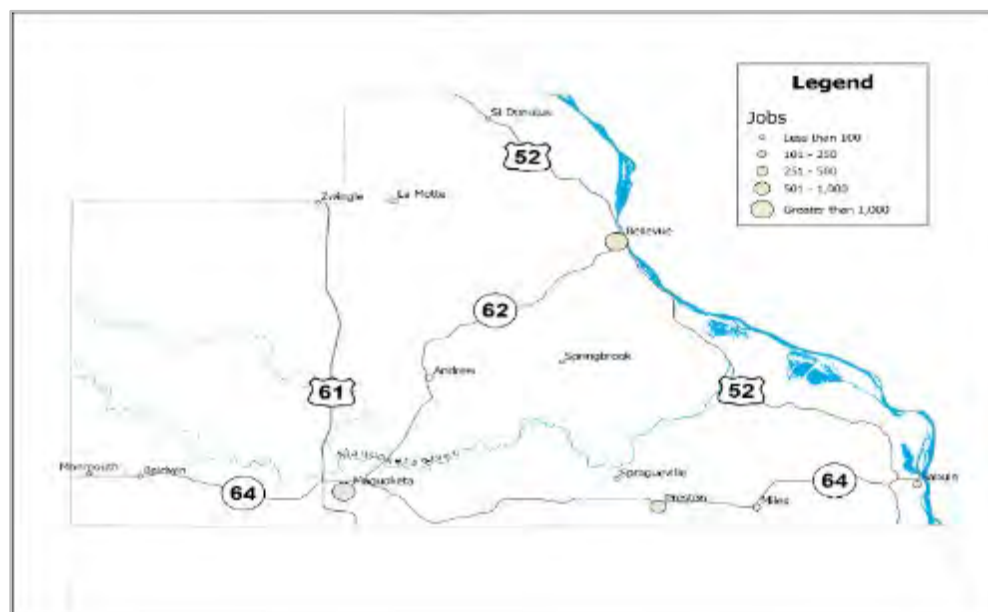 Legend
Jobs
Less than 100
101 - 250
251 - 500
501 - 1,000
Greater than 1,000
St Donatus
52
Zwingle
La Motte
Bellevue
62
Springbrook
Andrew
61
52
Monmouth
Baldwin
Maquoketa
64
Spragueville
Preston
Miles
64
Sabula